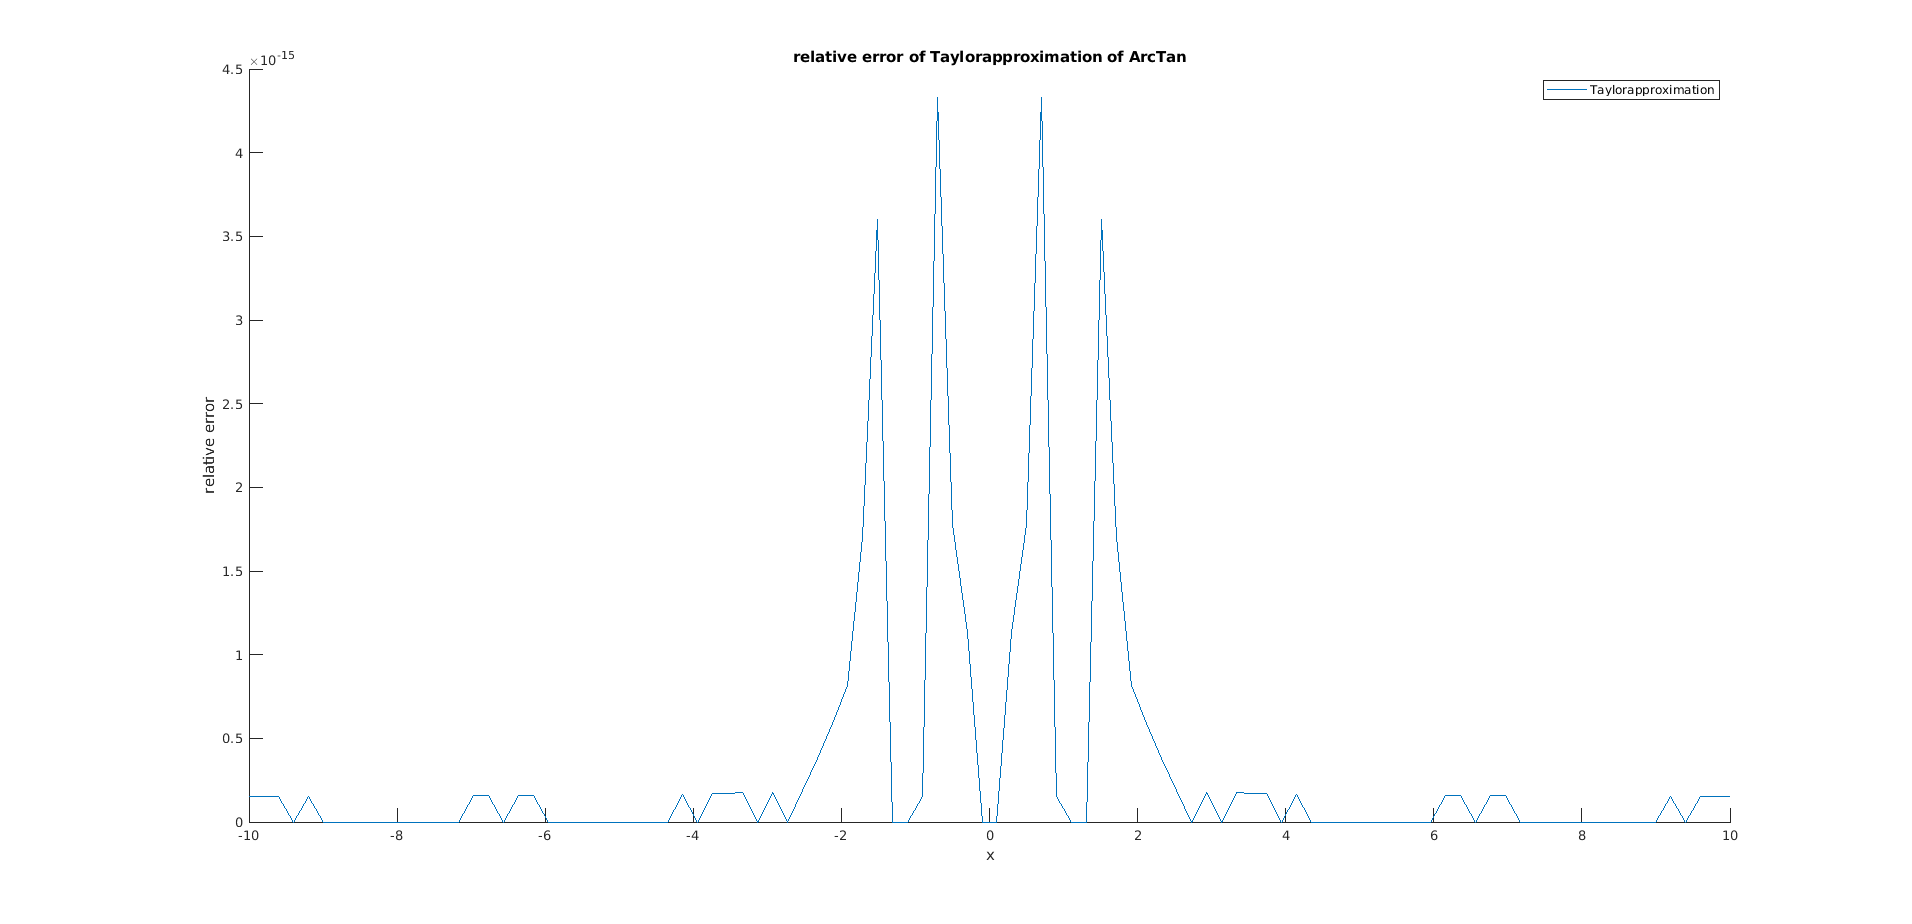 relative error of Taylorapproximation of ArcTan
×10-15
Taylorapproximation
4.5
4
3.5
3
2.5
2
1.5
1
0.5
0
relative error
-10 -8 -6 -4 -2 0 2 4 6 8 10
x